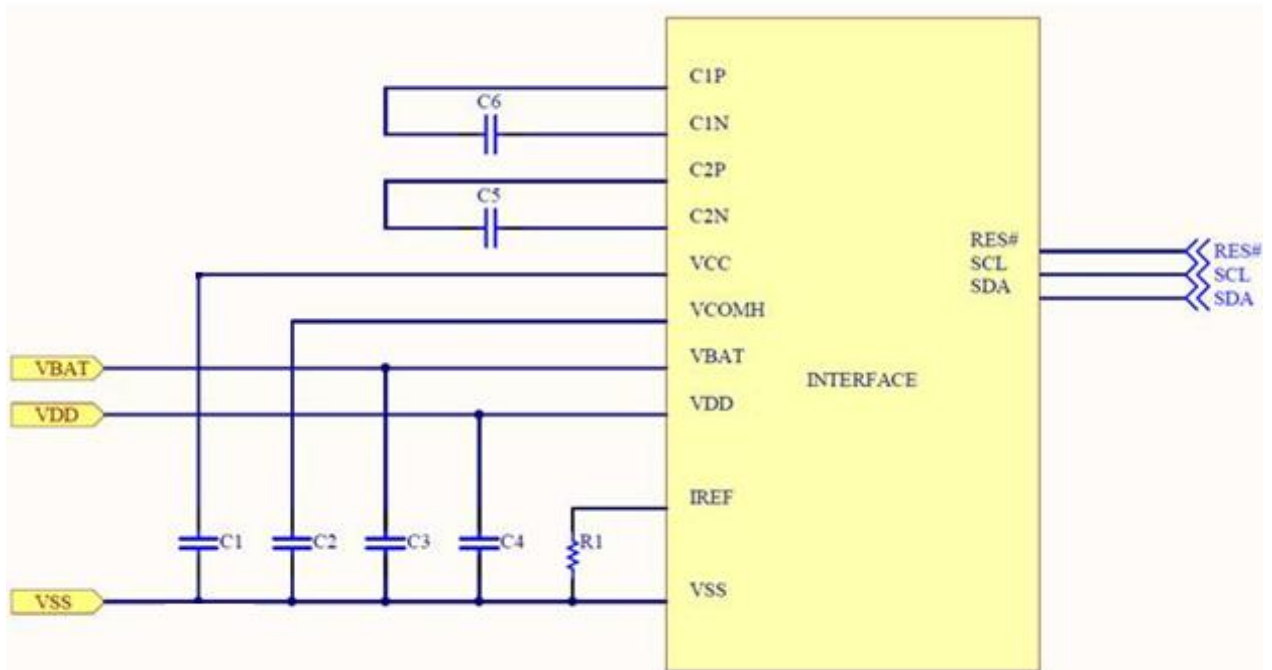 C1P
C6
C1N
C2P
C5
C2N
RES# RES#
VCC SCL SCL
SDA SDA
VCOMH
VBAT VBAT
INTERFACE
VDD VDD
IREF
C1 C2 C3 C4 R1
VSS VSS